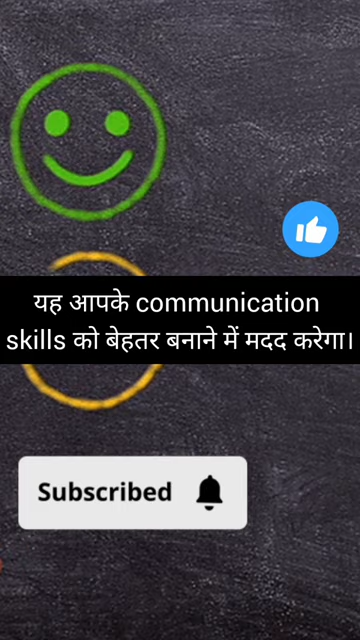 यह आपके communication
skills को बेहतर बनाने में मदद करेगा।
Subscribed